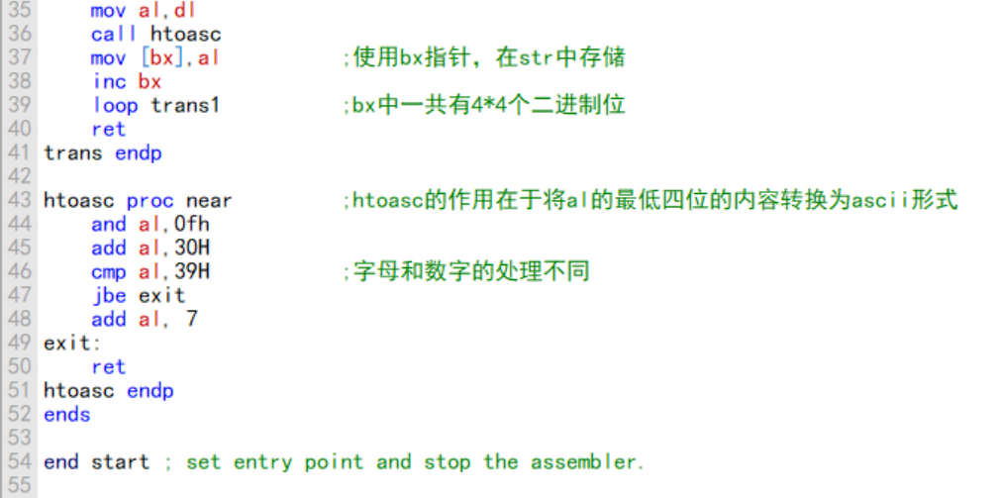 35 mov al,dl
36 call htoasc
37 mov [bx],al ;使用bx指针，在str中存储
38 inc bx
39 loop trans1 ;bx中一共有4*4个二进制位
40 ret
41 trans endp
42
43 htoasc proc near ;htoasc的作用在于将al的最低四位的内容转换为ascii形式
44 and al,0fh
45 add al,30H
46 cmp al,39H ;字母和数字的处理不同
47 jbe exit
48 add al, 7
49 exit:
50 ret
51 htoasc endp
52 ends
53
54 end start ; set entry point and stop the assembler.
55